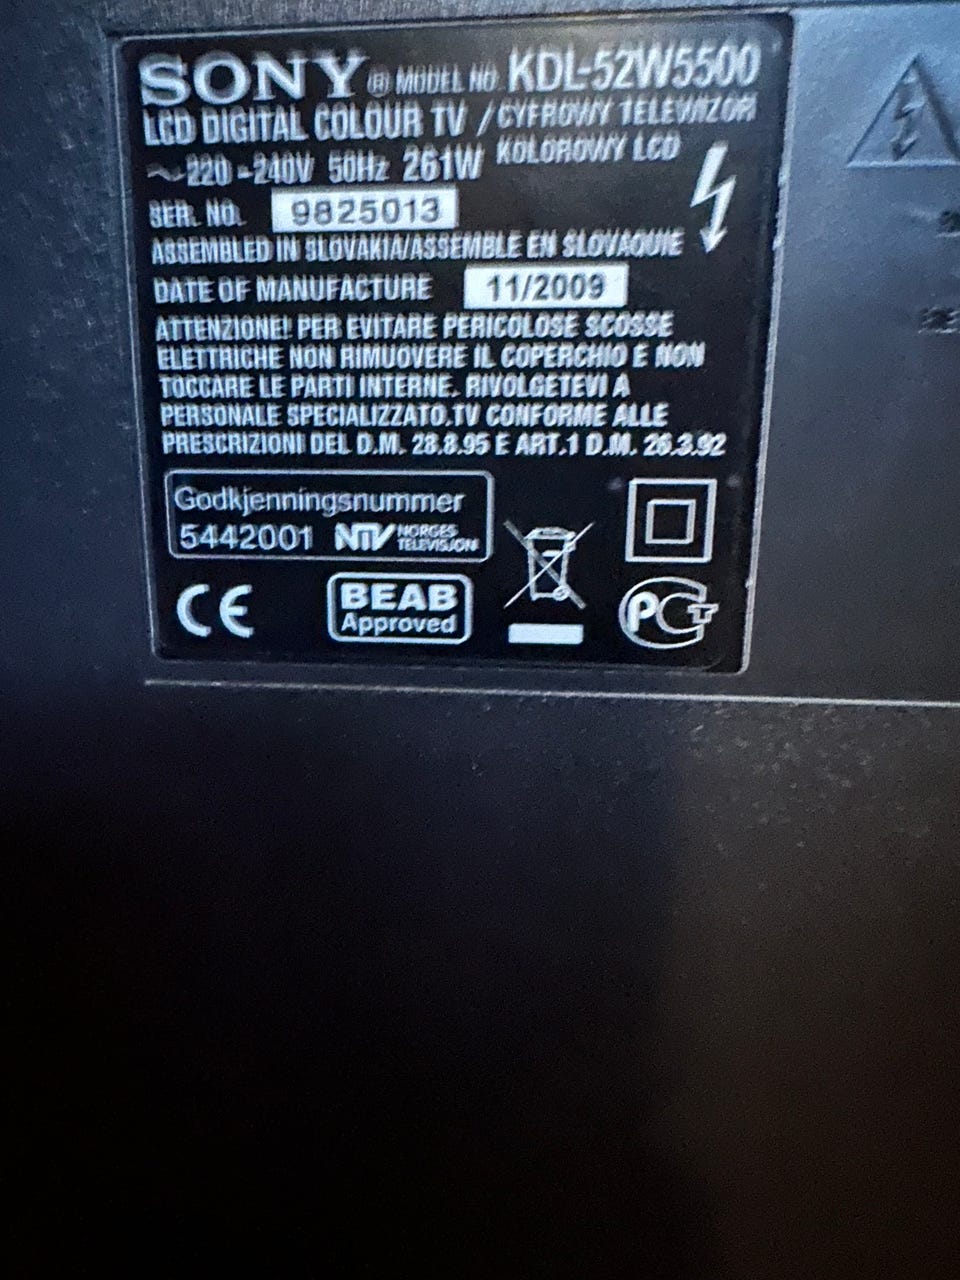 SONY ® MODEL NO. KDL-52W5500
LCD DIGITAL COLOUR TV / CYFROWY TELEWIZOR
KOLOROWY LCD
~220 -240V 50Hz 261W
SER. NO. 9825013
ASSEMBLED IN SLOVAKIA/ASSEMBLE EN SLOVAQUIE
DATE OF MANUFACTURE 11/2009
ATTENZIONE! PER EVITARE PERICOLOSE SCOSSE
ELETTRICHE NON RIMUOVERE IL COPERCHIO E NON
TOCCARE LE PARTI INTERNE. RIVOLGETEVI A
PERSONALE SPECIALIZZATO.TV CONFORME ALLE
PRESCRIZIONI DEL D.M. 28.8.95 E ART.1 D.M. 26.3.92
Godkjenningsnummer
5442001 NTV NORGES
TELEVISJON
CE BEAB
Approved
PCT